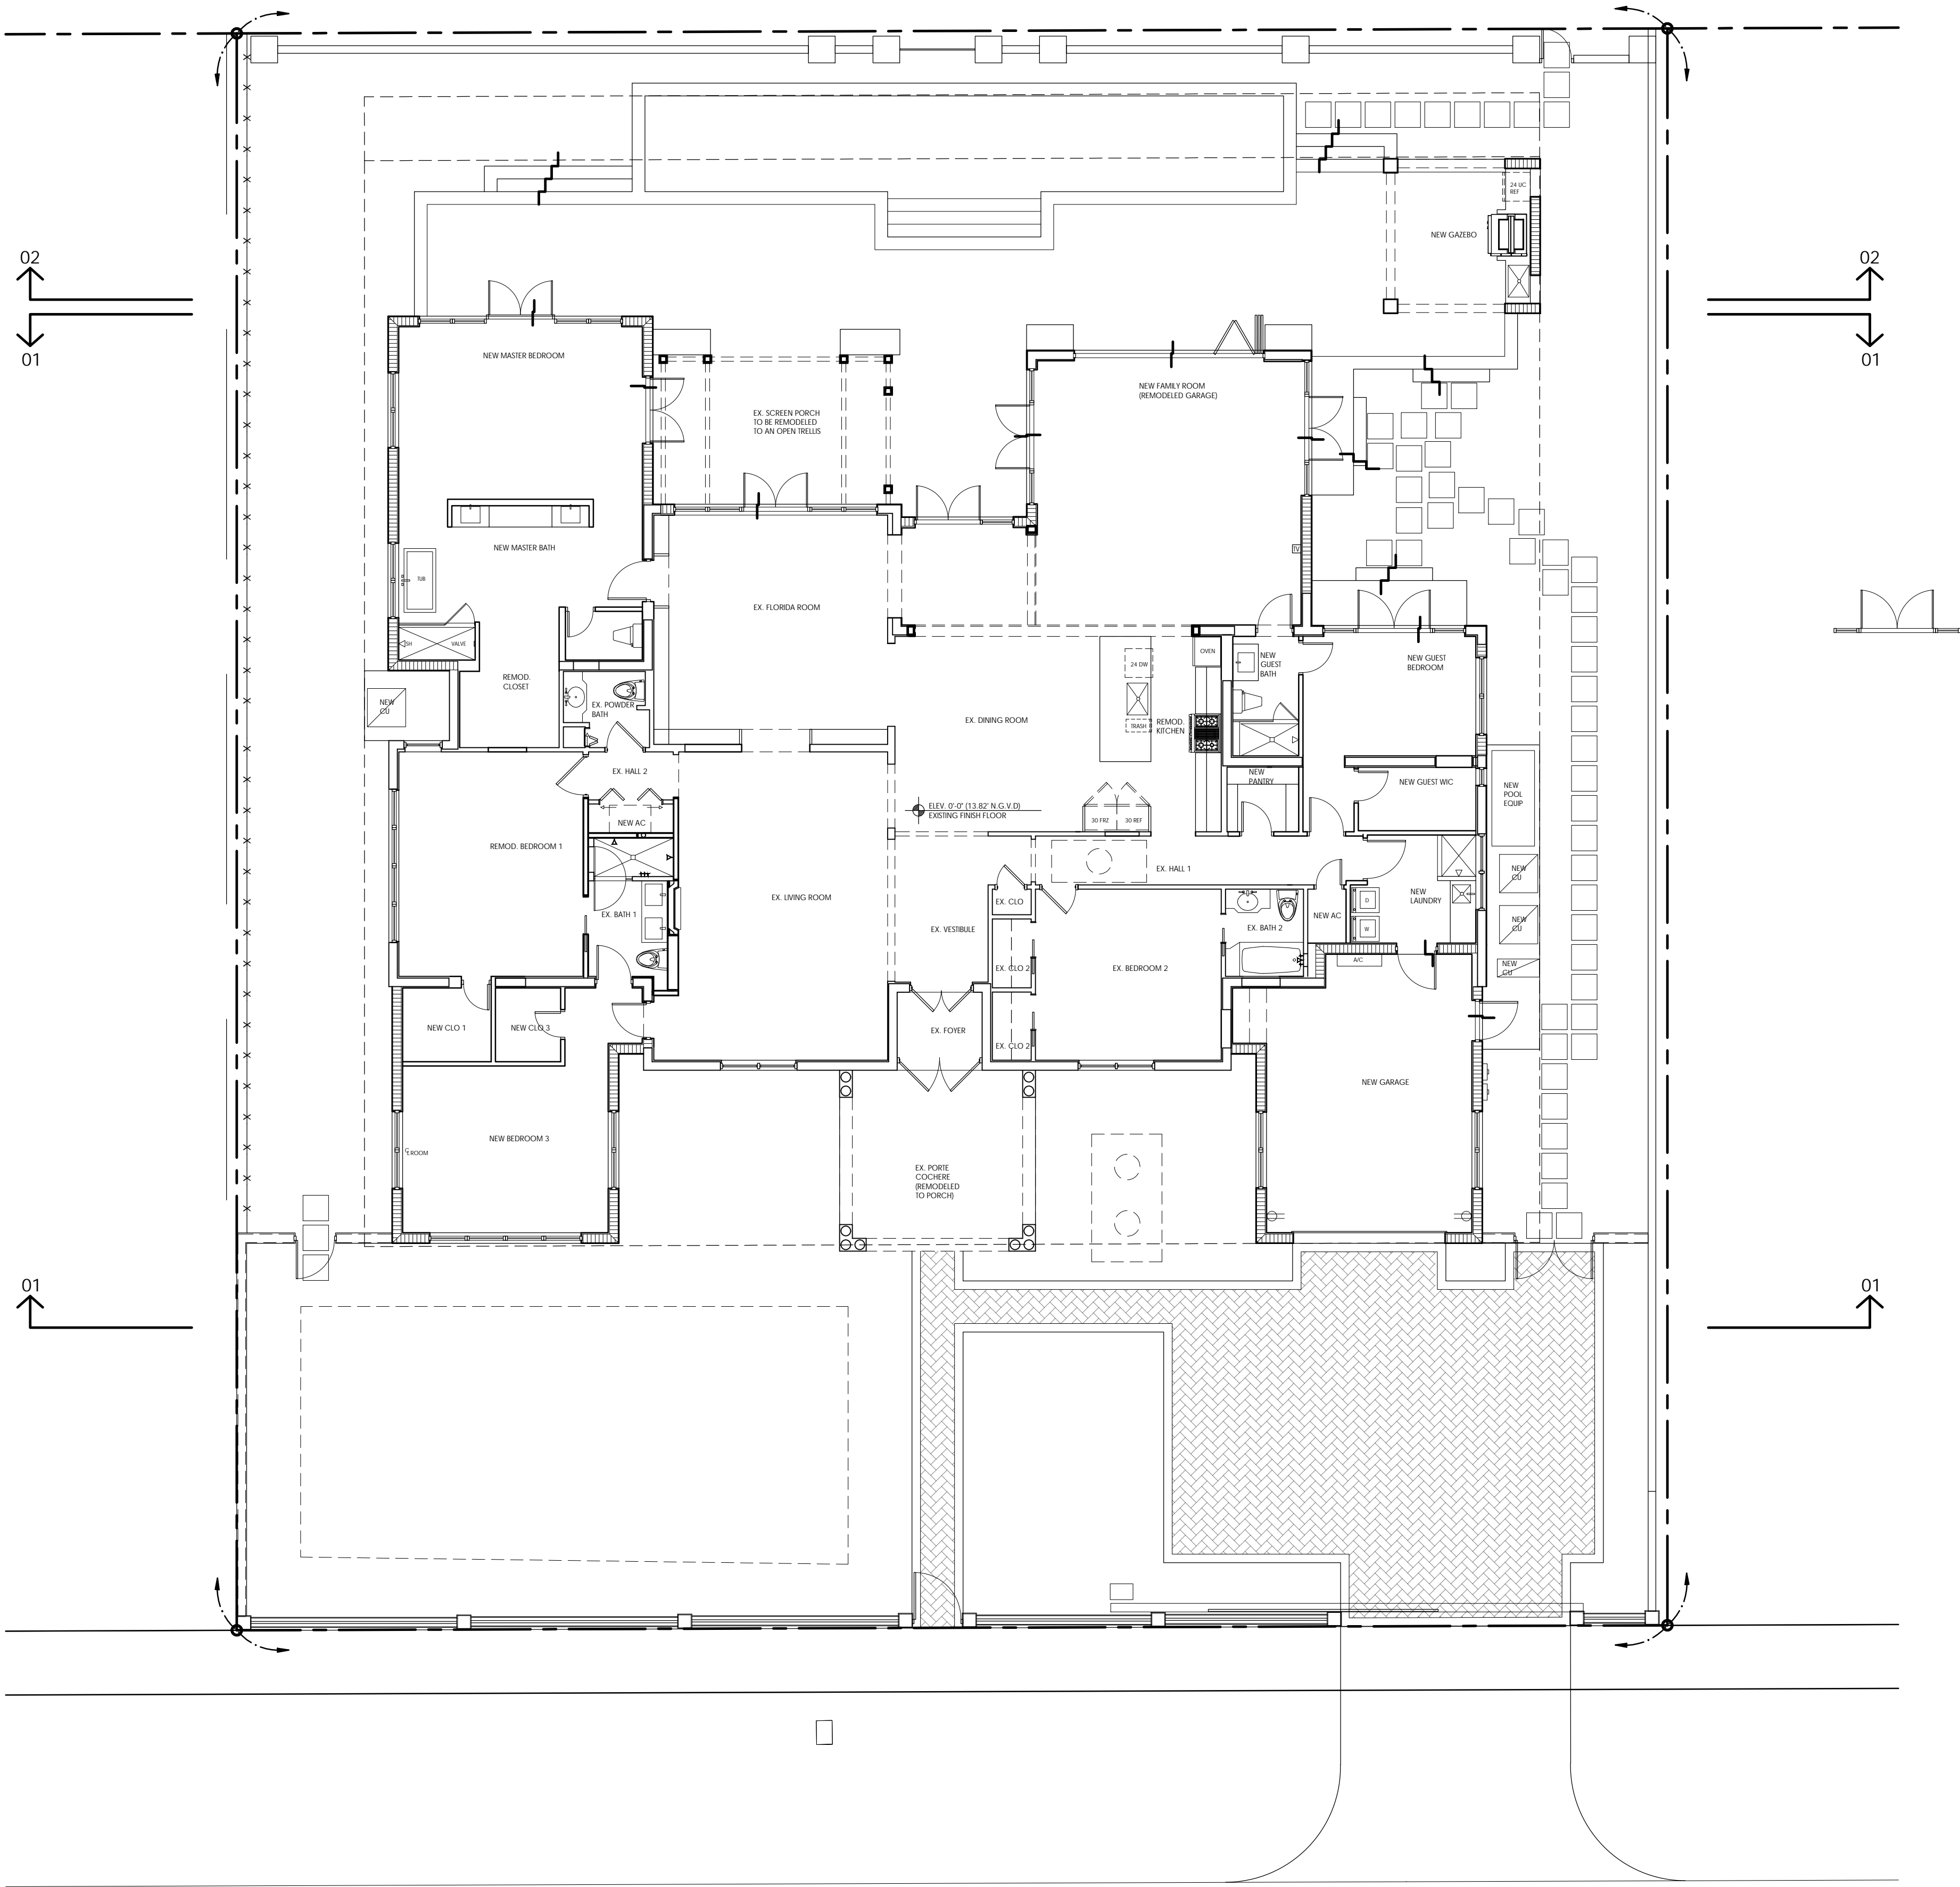 24 UC
REF
NEW GAZEBO
02
02
01
01
NEW MASTER BEDROOM
NEW FAMILY ROOM
(REMODELED GARAGE)
EX. SCREEN PORCH
TO BE REMODELED
TO AN OPEN TRELLIS
NEW MASTER BATH
TV
TUB
EX. FLORIDA ROOM
SH
VALVE
OVEN
NEW
GUEST
BATH
NEW GUEST
BEDROOM
24 DW
REMOD.
CLOSET
NEW
CU
EX. POWDER
BATH
EX. DINING ROOM
TRASH
REMOD.
KITCHEN
EX. HALL 2
NEW
PANTRY
NEW GUEST WIC
NEW
POOL
EQUIP
ELEV. 0'-0" (13.82' N.G.V.D)
EXISTING FINISH FLOOR
NEW AC
30 FRZ
30 REF
REMOD. BEDROOM 1
EX. HALL 1
NEW
CU
EX. LIVING ROOM
EX. CLO
NEW
LAUNDRY
D
EX. BATH 1
NEW AC
NEW
CU
EX. VESTIBULE
EX. BATH 2
W
A/C
EX. CLO 2
EX. BEDROOM 2
NEW
CU
NEW CLO 1
NEW CLO 3
EX. FOYER
EX. CLO 2
NEW GARAGE
NEW BEDROOM 3
T.ROOM
EX. PORTE
COCHERE
(REMODELED
TO PORCH)
01
01